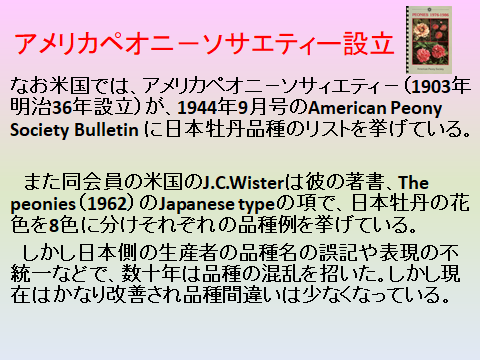 アメリカペオニーソサエティー設立
なお米国では、アメリカペオニーソサィエティー（1903年
明治36年設立）が、1944年9月号のAmerican Peony
Society Bulletin に日本牡丹品種のリストを挙げている。
また同会員の米国のJ.C.Wisterは彼の著書、The
peonies（1962）のJapanese typeの項で、日本牡丹の花
色を8色に分けそれぞれの品種例を挙げている。
しかし日本側の生産者の品種名の誤記や表現の不
統一などで、数十年は品種の混乱を招いた。しかし現
在はかなり改善され品種間違いは少なくなっている。